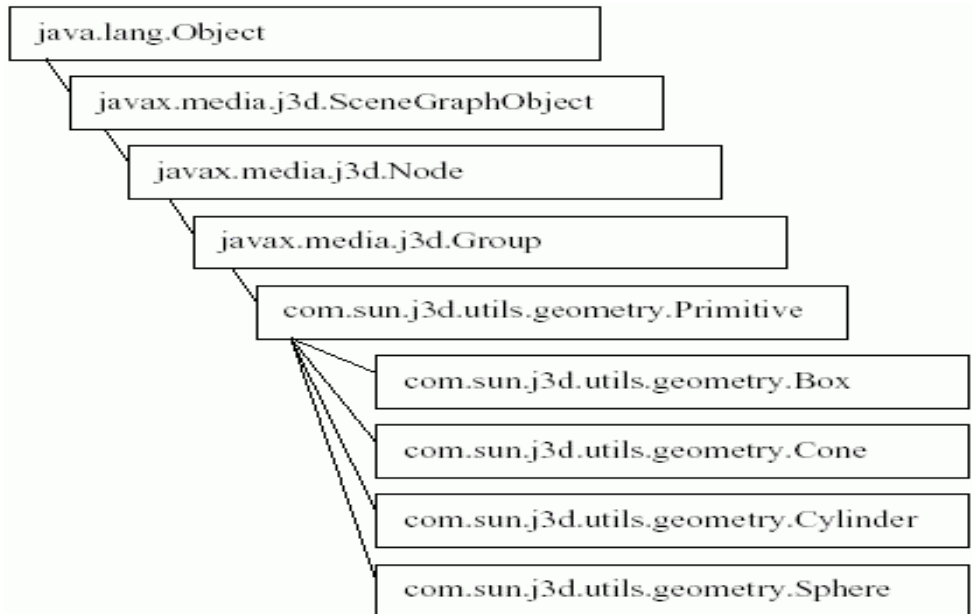 java.lang.Object
javax.media.j3d.SceneGraphObject
javax.media.j3d.Node
javax.media.j3d.Group
com.sun.j3d.utils.geometry.Primitive
com.sun.j3d.utils.geometry.Box
com.sun.j3d.utils.geometry.Cone
com.sun.j3d.utils.geometry.Cylinder
com.sun.j3d.utils.geometry.Sphere